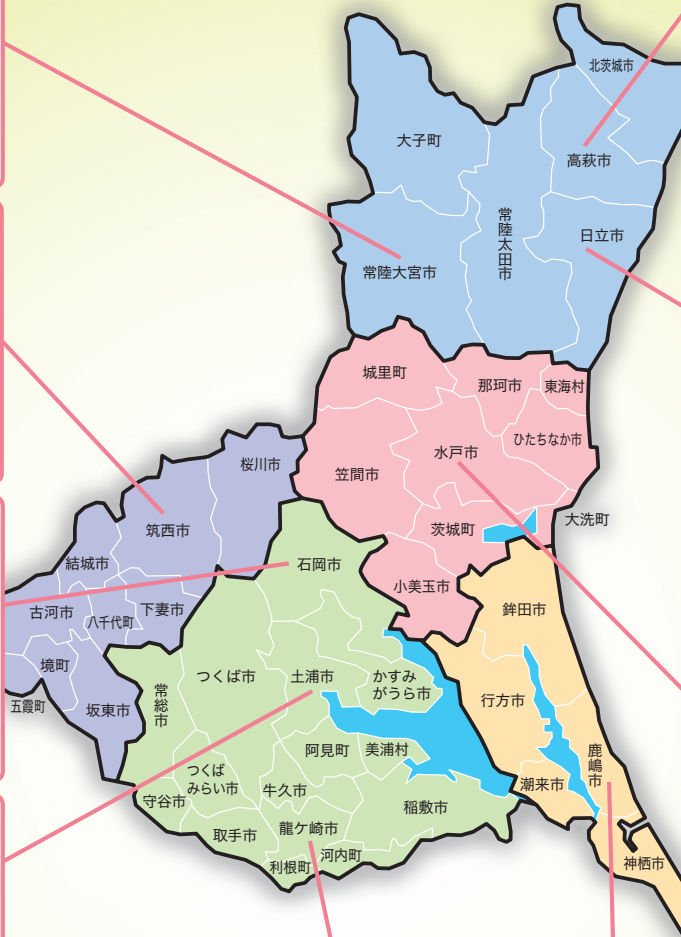 北茨城市
大子町
高萩市
常陸太田市
日立市
常陸大宮市
城里町
那珂市
東海村
ひたちなか市
水戸市
桜川市
笠間市
大洗町
筑西市
茨城町
結城市
石岡市
小美玉市
古河市
八千代町
下妻市
鉾田市
境町
つくば市
土浦市
かすみ
がうら市
五霞町
坂東市
常総市
行方市
阿見町
美浦村
鹿嶋市
つくば
みらい市
牛久市
潮来市
守谷市
稲敷市
取手市
龍ケ崎市
河内町
利根町
神栖市